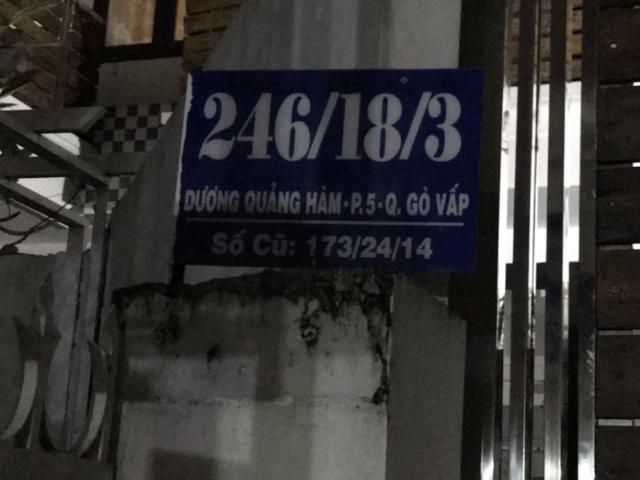 246/18/3
DƯƠNG QUẢNG HÀM-P.5-Q. GÒ VẤP
Số Cũ: 173/24/14